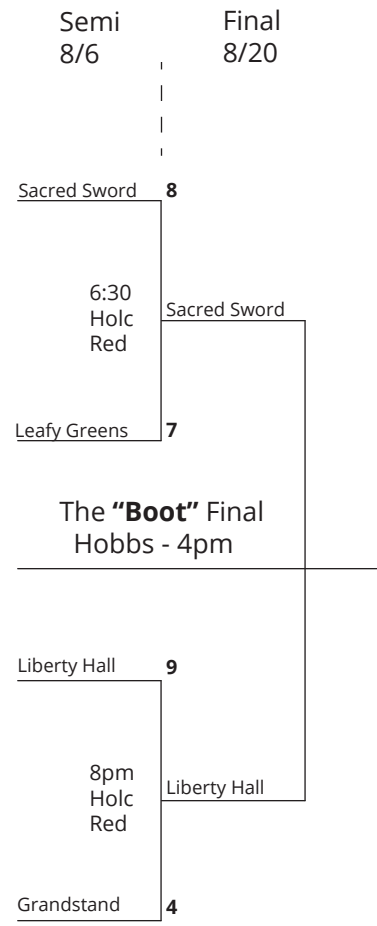 Semi
8/6
Final
8/20
Sacred Sword 8
6:30
Holc
Red
Sacred Sword
Leafy Greens 7
The “Boot” Final
Hobbs - 4pm
Liberty Hall 9
8pm
Holc
Red
Liberty Hall
Grandstand 4